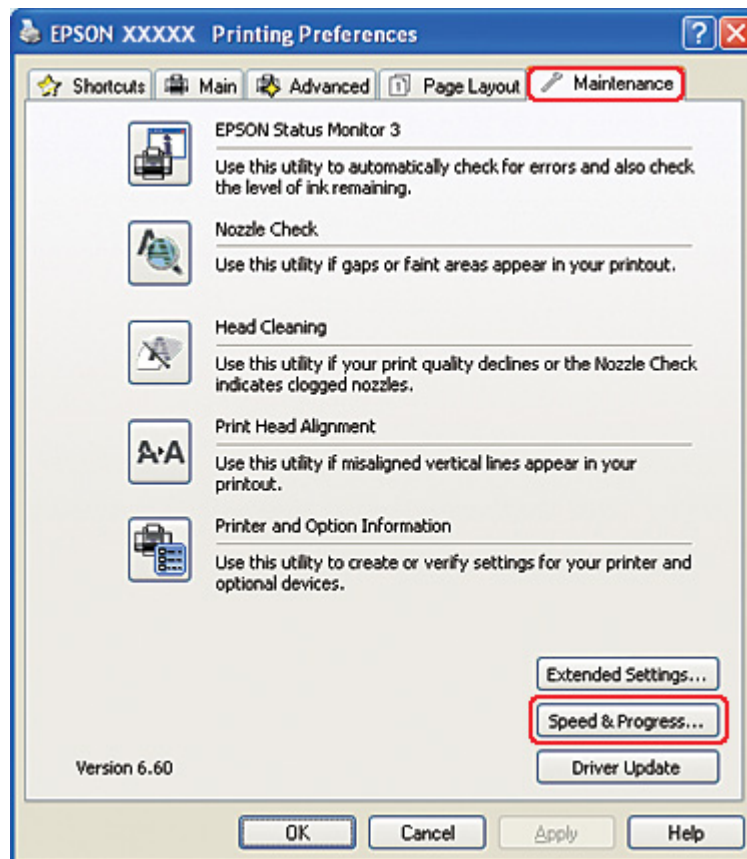 EPSON XXXXX Printing Preferences
Shortcuts Main Advanced Page Layout Maintenance
EPSON Status Monitor 3
Use this utility to automatically check for errors and also check
the level of ink remaining.
Nozzle Check
Use this utility if gaps or faint areas appear in your printout.
Head Cleaning
Use this utility if your print quality declines or the Nozzle Check
indicates clogged nozzles.
Print Head Alignment
A A
Use this utility if misaligned vertical lines appear in your
printout.
Printer and Option Information
Use this utility to create or verify settings for your printer and
optional devices.
Extended Settings...
Speed & Progress...
Version 6.60
Driver Update
OK Cancel Apply Help